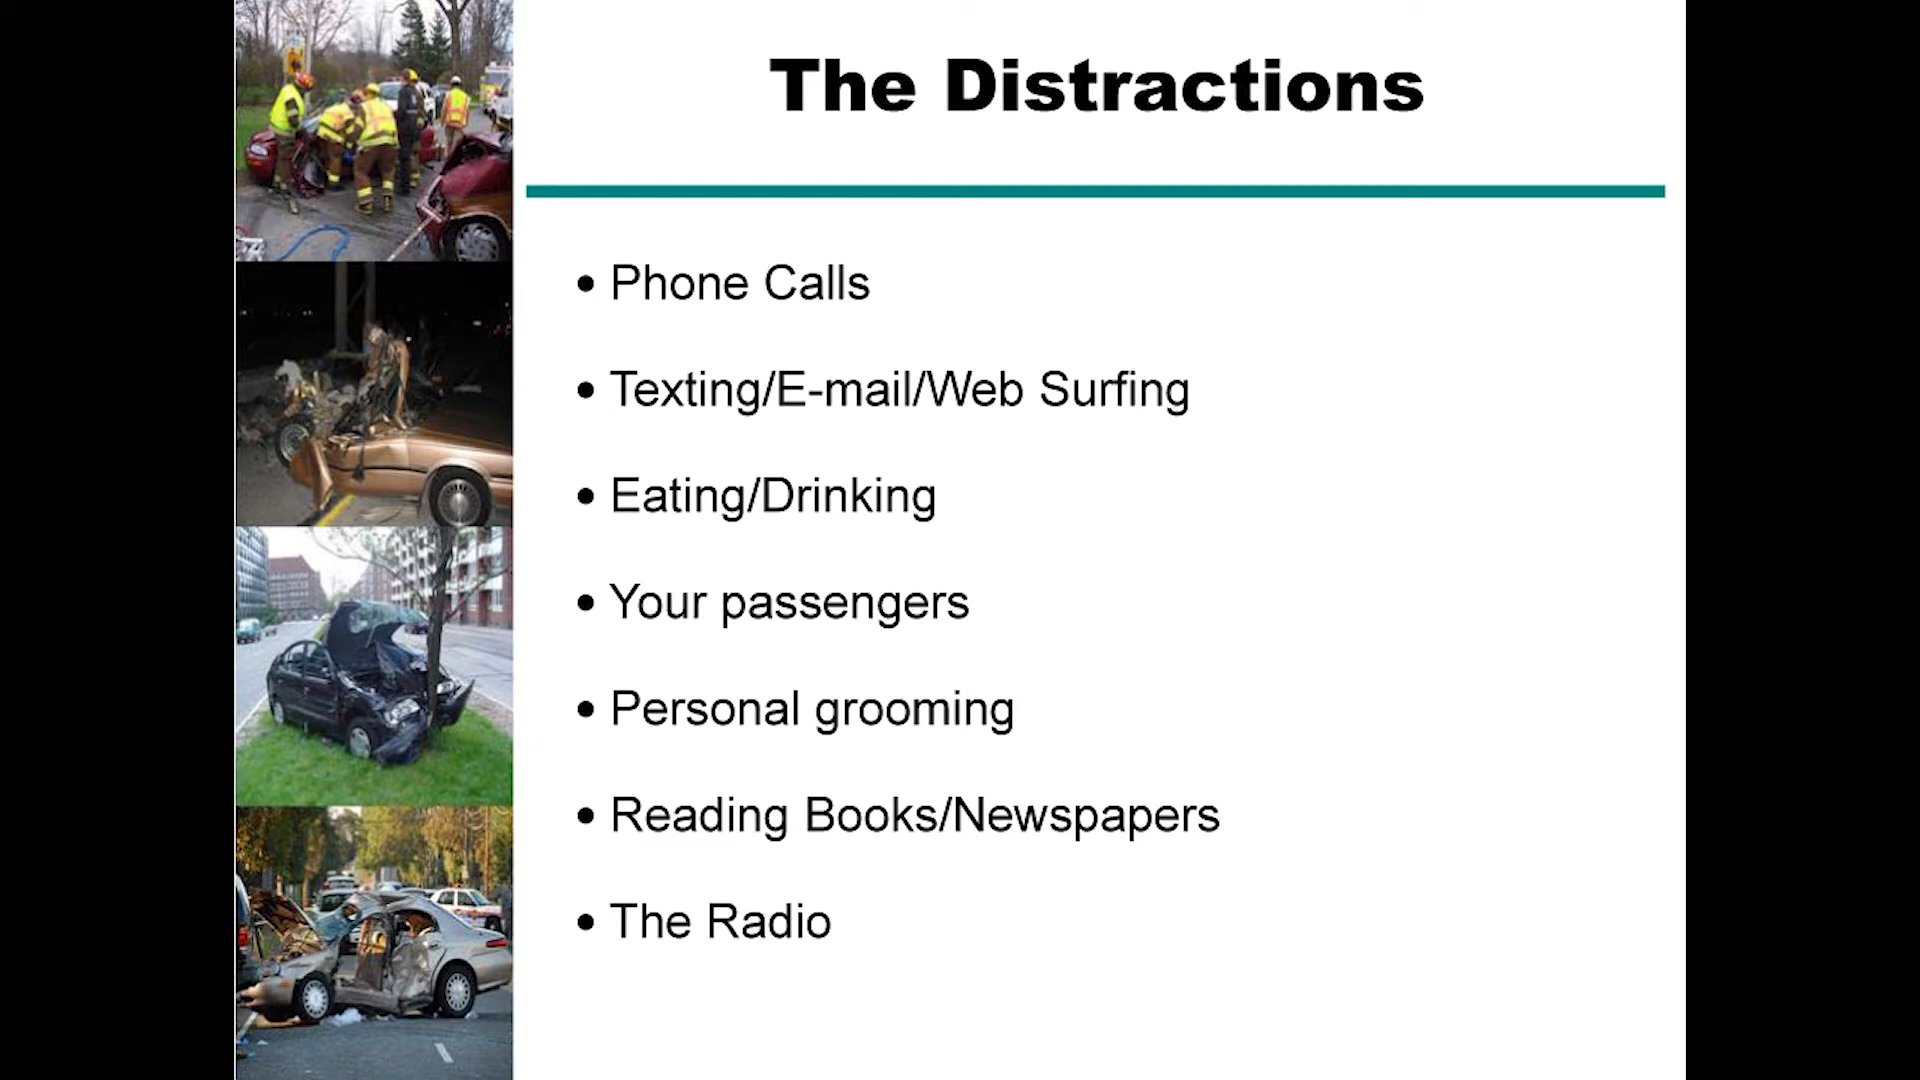 The Distractions
• Phone Calls
• Texting/E-mail/Web Surfing
• Eating/Drinking
• Your passengers
• Personal grooming
• Reading Books/Newspapers
• The Radio